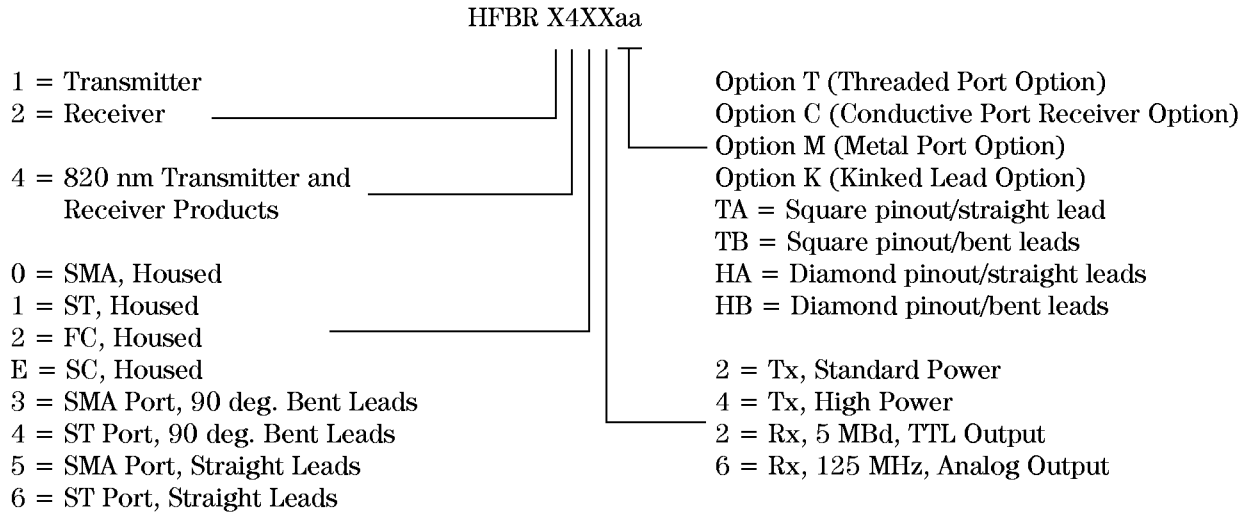 HFBR X4XXaa
1 = Transmitter
2 = Receiver
4 = 820 nm Transmitter and
Receiver Products
0 = SMA, Housed
1 = ST, Housed
2 = FC, Housed
E = SC, Housed
3 = SMA Port, 90 deg. Bent Leads
4 = ST Port, 90 deg. Bent Leads
5 = SMA Port, Straight Leads
6 = ST Port, Straight Leads
Option T (Threaded Port Option)
Option C (Conductive Port Receiver Option)
Option M (Metal Port Option)
Option K (Kinked Lead Option)
TA = Square pinout/straight lead
TB = Square pinout/bent leads
HA = Diamond pinout/straight leads
HB = Diamond pinout/bent leads
2 = Tx, Standard Power
4 = Tx, High Power
2 = Rx, 5 MBd, TTL Output
6 = Rx, 125 MHz, Analog Output